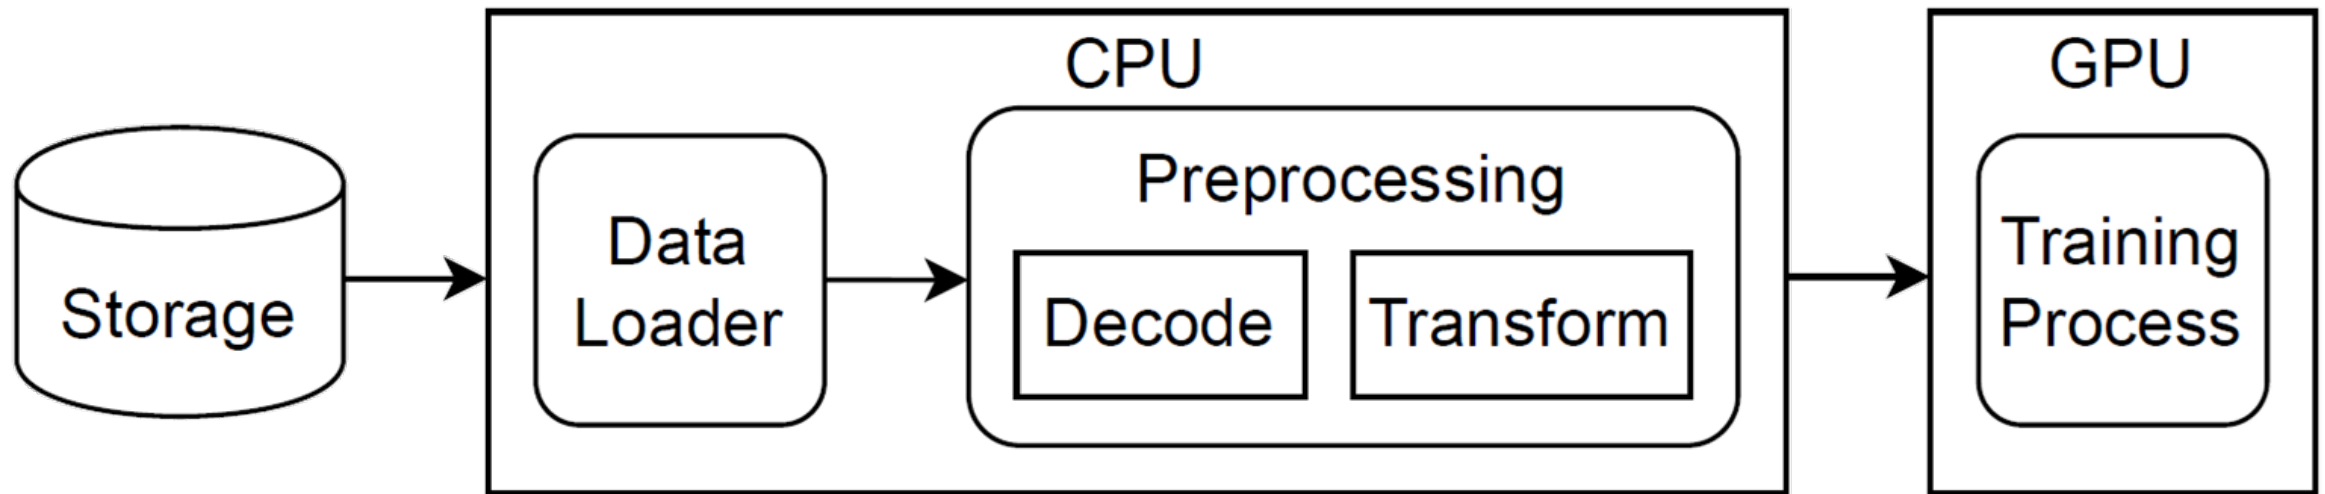 Storage
CPU
Data
Loader
Preprocessing
Decode
Transform
GPU
Training
Process